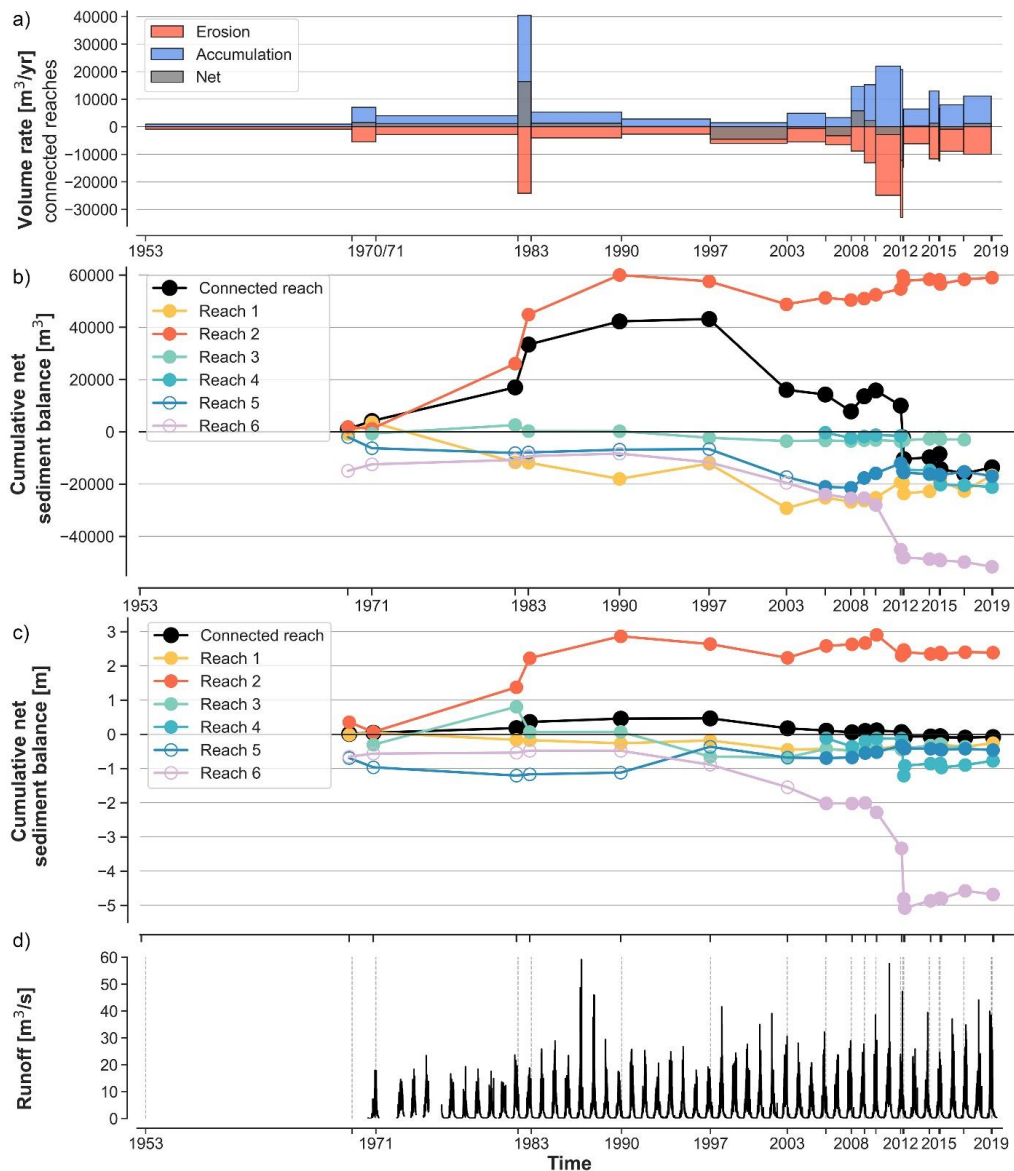 a)
Volume rate [m³/yr]
connected reaches
40000
30000
20000
10000
0
−10000
−20000
−30000
Erosion
Accumulation
Net
1953 1970/71 1983 1990 1997 2003 2008 2012 2015 2019
b)
Cumulative net
sediment balance [m³]
60000
40000
20000
0
−20000
−40000
Connected reach
Reach 1
Reach 2
Reach 3
Reach 4
Reach 5
Reach 6
1953 1971 1983 1990 1997 2003 2008 2012 2015 2019
c)
Cumulative net
sediment balance [m]
3
2
1
0
−1
−2
−3
−4
−5
Connected reach
Reach 1
Reach 2
Reach 3
Reach 4
Reach 5
Reach 6
d)
Runoff [m³/s]
60
50
40
30
20
10
0
1953 1971 1983 1990 1997 2003 2008 2012 2015 2019
Time